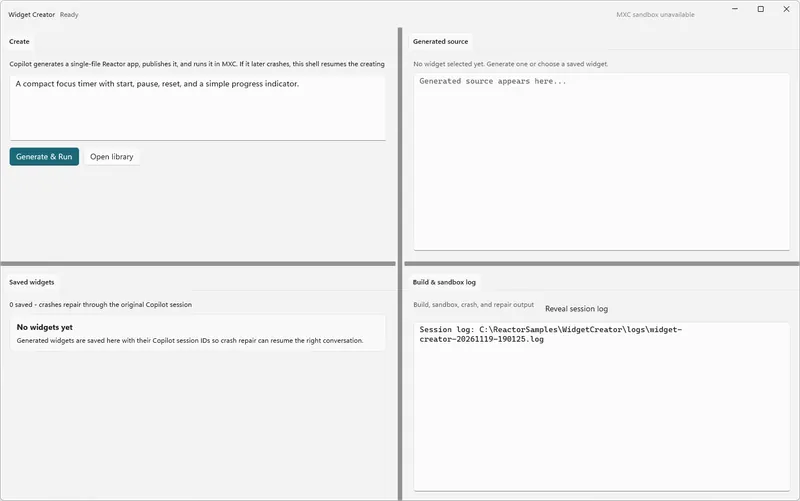 Widget Creator Ready MXC sandbox unavailable
Create
Copilot generates a single-file Reactor app, publishes it, and runs it in MXC. If it later crashes, this shell resumes the creating
A compact focus timer with start, pause, reset, and a simple progress indicator.
Generate & Run Open library
Generated source
No widget selected yet. Generate one or choose a saved widget.
Generated source appears here...
Saved widgets
0 saved - crashes repair through the original Copilot session
No widgets yet
Generated widgets are saved here with their Copilot session IDs so crash repair can resume the right conversation.
Build & sandbox log
Build, sandbox, crash, and repair output Reveal session log
Session log: C:\ReactorSamples\WidgetCreator\logs\widget-
creator-20261119-190125.log